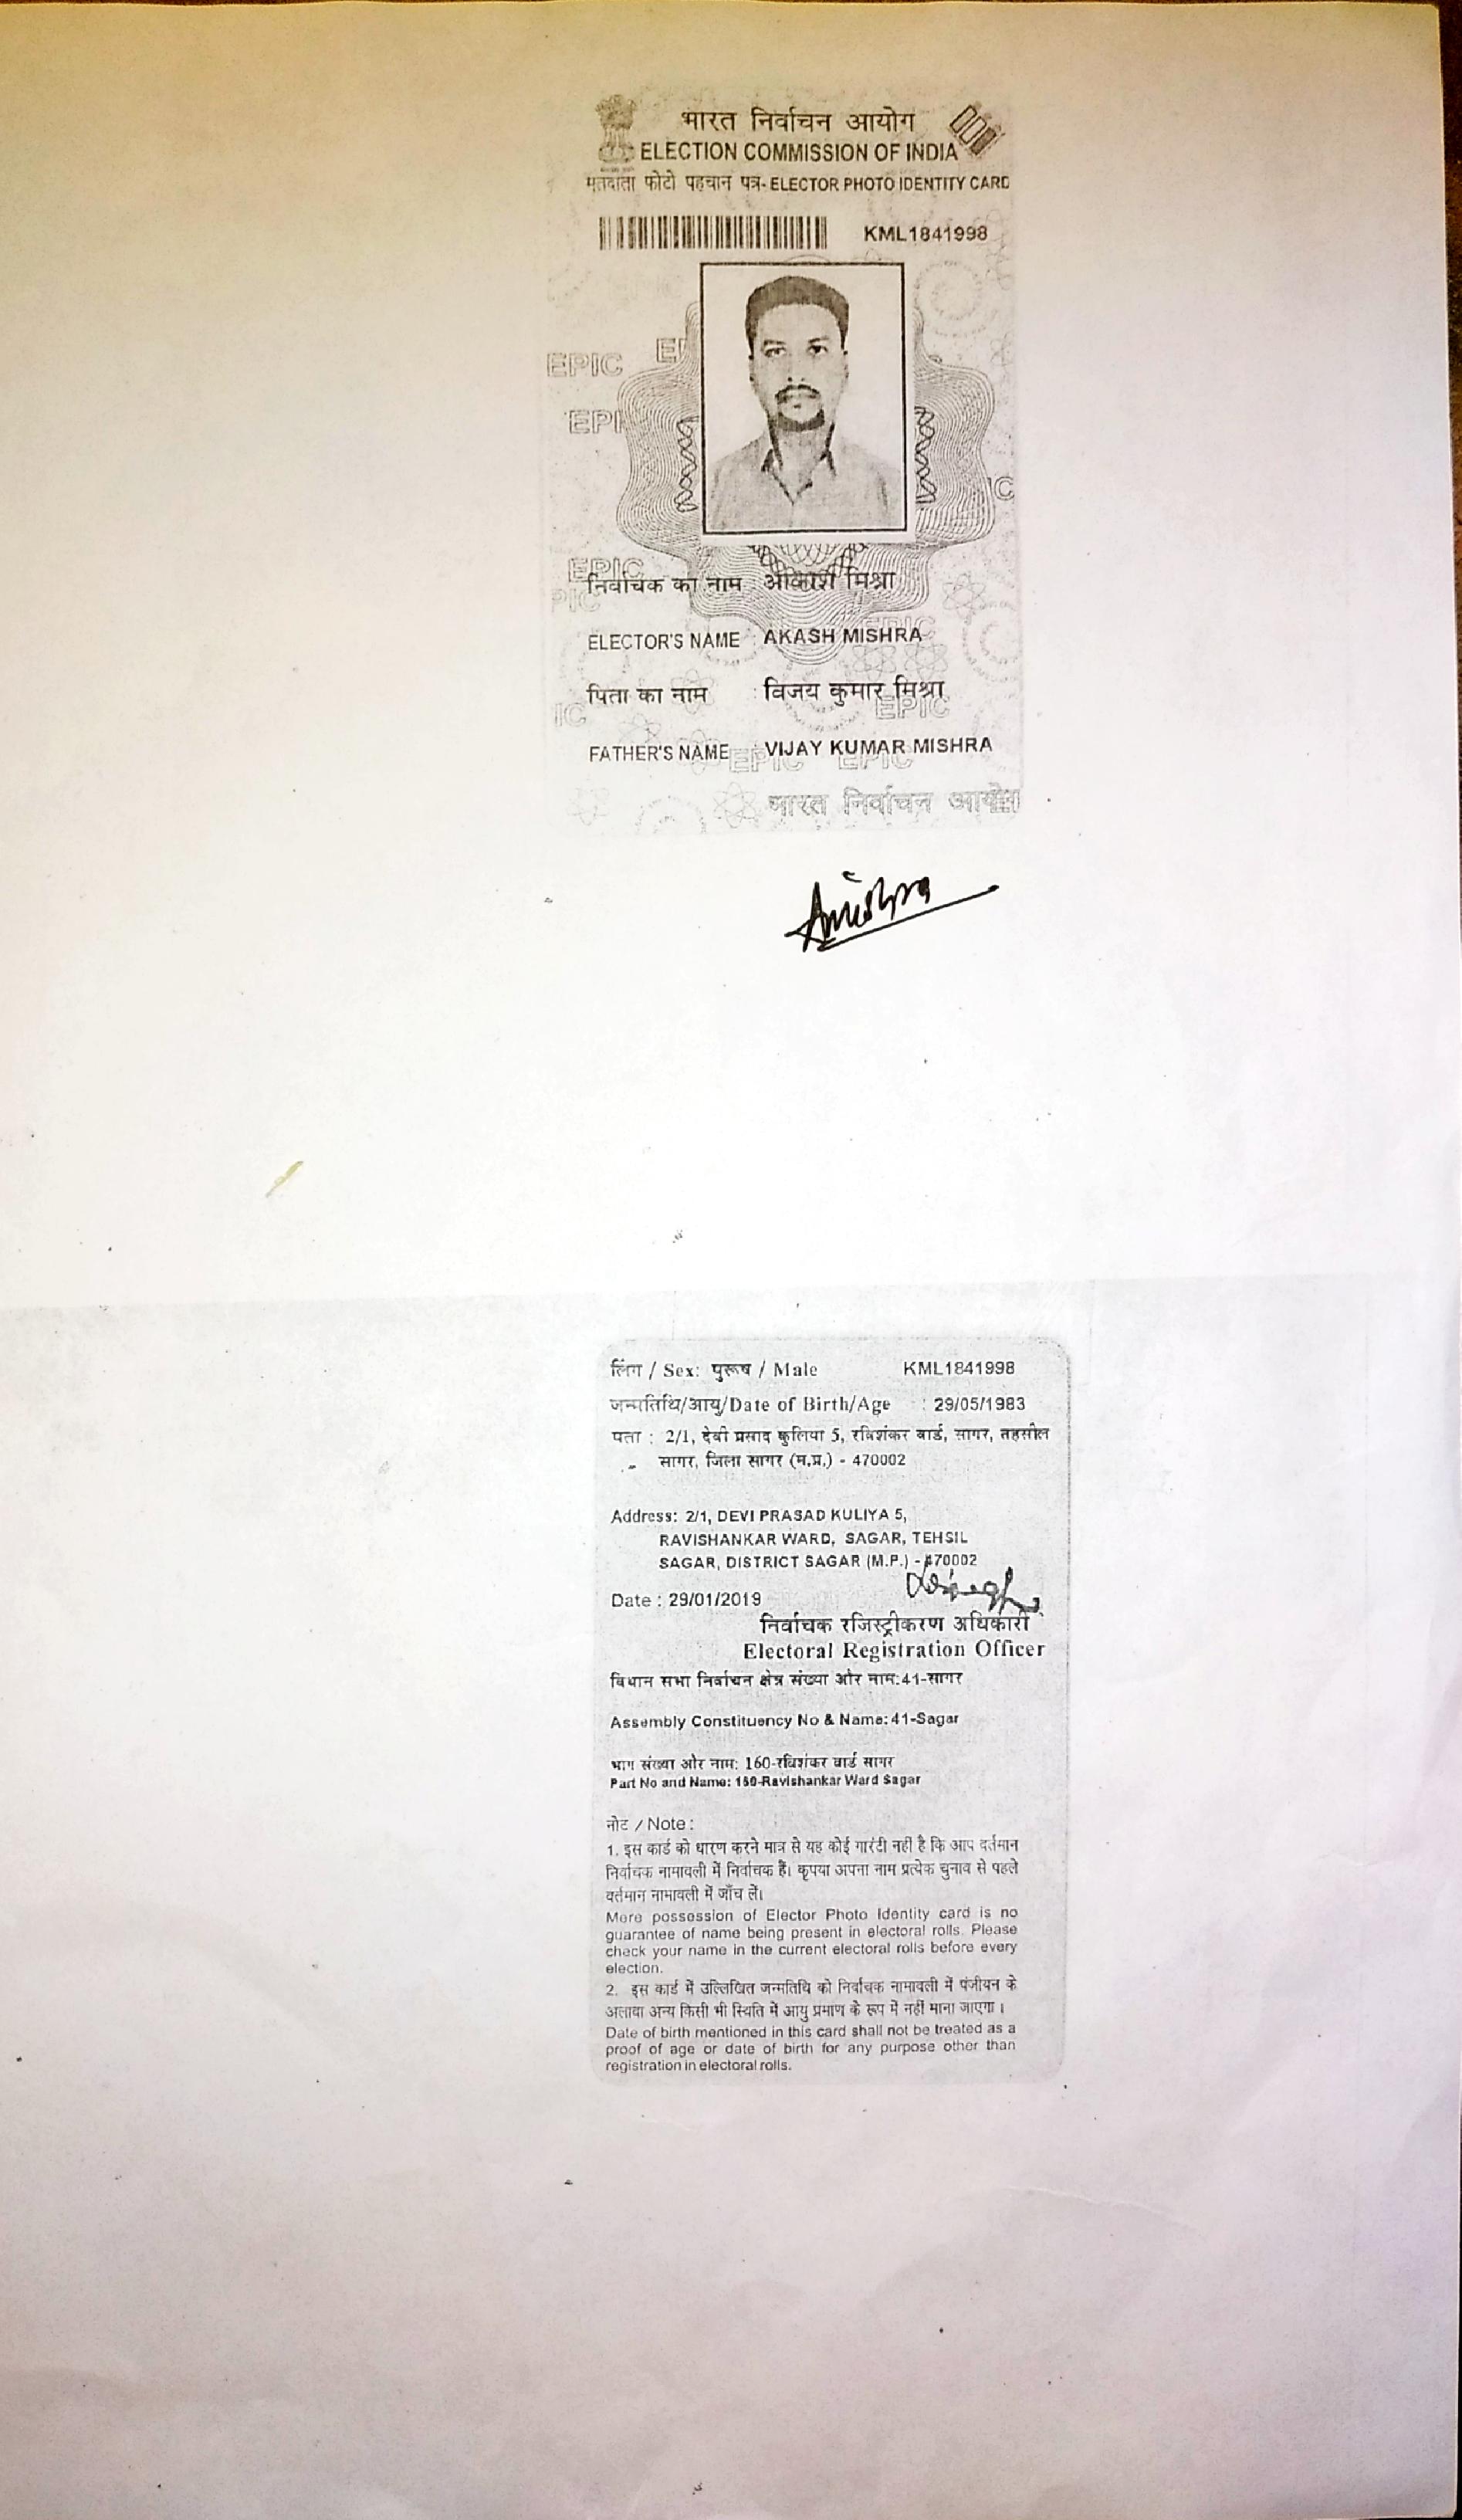 भारत निर्वाचन आयोग
ELECTION COMMISSION OF INDIA
मतदाता फोटो पहचान पत्र- ELECTOR PHOTO IDENTITY CARD
KML1841998
EPIC
EPI
EPIC
निर्वाचक का नाम : आकाश मिश्रा
ELECTOR'S NAME : AKASH MISHRA
पिता का नाम : विजय कुमार मिश्रा
EPIC
FATHER'S NAME : VIJAY KUMAR MISHRA
EPIC EPIC
भारत निर्वाचन आयोग
Amishra
लिंग / Sex: पुरूष / Male KML1841998
जन्मतिथि/आयु/Date of Birth/Age : 29/05/1983
पता : 2/1, देवी प्रसाद कुलिया 5, रविशंकर वार्ड, सागर, तहसील
सागर, जिला सागर (म.प्र.) - 470002
Address: 2/1, DEVI PRASAD KULIYA 5,
RAVISHANKAR WARD, SAGAR, TEHSIL
SAGAR, DISTRICT SAGAR (M.P.) - 470002
Date : 29/01/2019
निर्वाचक रजिस्ट्रीकरण अधिकारी
Electoral Registration Officer
विधान सभा निर्वाचन क्षेत्र संख्या और नाम:41-सागर
Assembly Constituency No & Name: 41-Sagar
भाग संख्या और नाम: 160-रविशंकर वार्ड सागर
Part No and Name: 160-Ravishankar Ward Sagar
नोट / Note :
1. इस कार्ड को धारण करने मात्र से यह कोई गारंटी नहीं है कि आप वर्तमान
निर्वाचक नामावली में निर्वाचक हैं। कृपया अपना नाम प्रत्येक चुनाव से पहले
वर्तमान नामावली में जाँच लें।
Mere possession of Elector Photo Identity card is no
guarantee of name being present in electoral rolls. Please
check your name in the current electoral rolls before every
election.
2. इस कार्ड में उल्लिखित जन्मतिथि को निर्वाचक नामावली में पंजीयन के
अलावा अन्य किसी भी स्थिति में आयु प्रमाण के रूप में नहीं माना जाएगा ।
Date of birth mentioned in this card shall not be treated as a
proof of age or date of birth for any purpose other than
registration in electoral rolls.